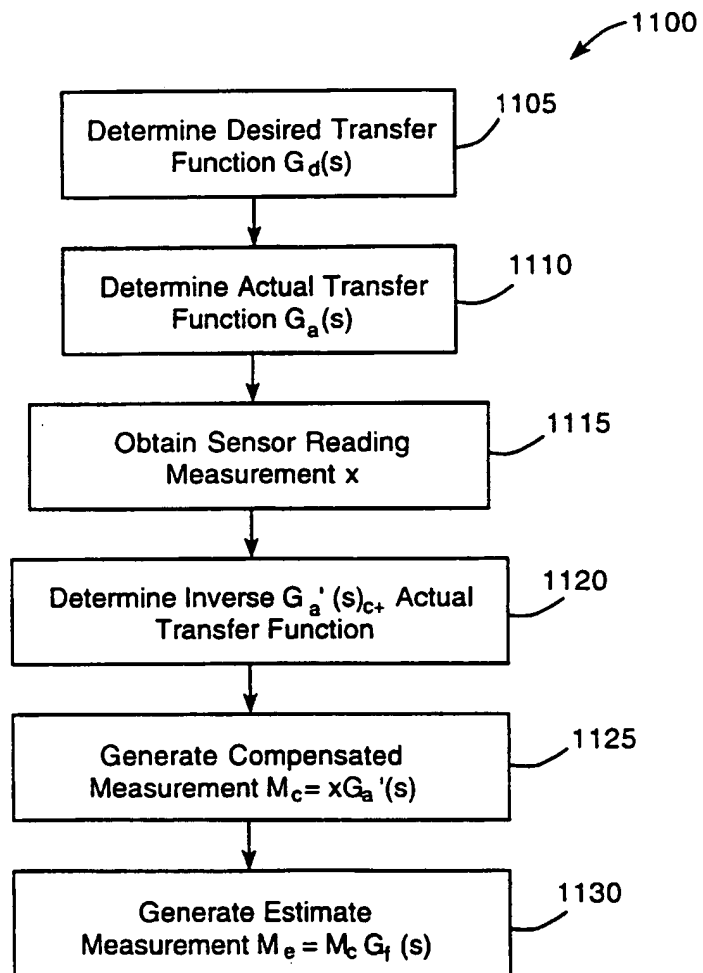 1100
1105
Determine Desired Transfer
Function G_d(s)
1110
Determine Actual Transfer
Function G_a(s)
1115
Obtain Sensor Reading
Measurement x
1120
Determine Inverse G_a'(s)_c+ Actual
Transfer Function
1125
Generate Compensated
Measurement M_c= xG_a'(s)
1130
Generate Estimate
Measurement M_e = M_c G_f (s)